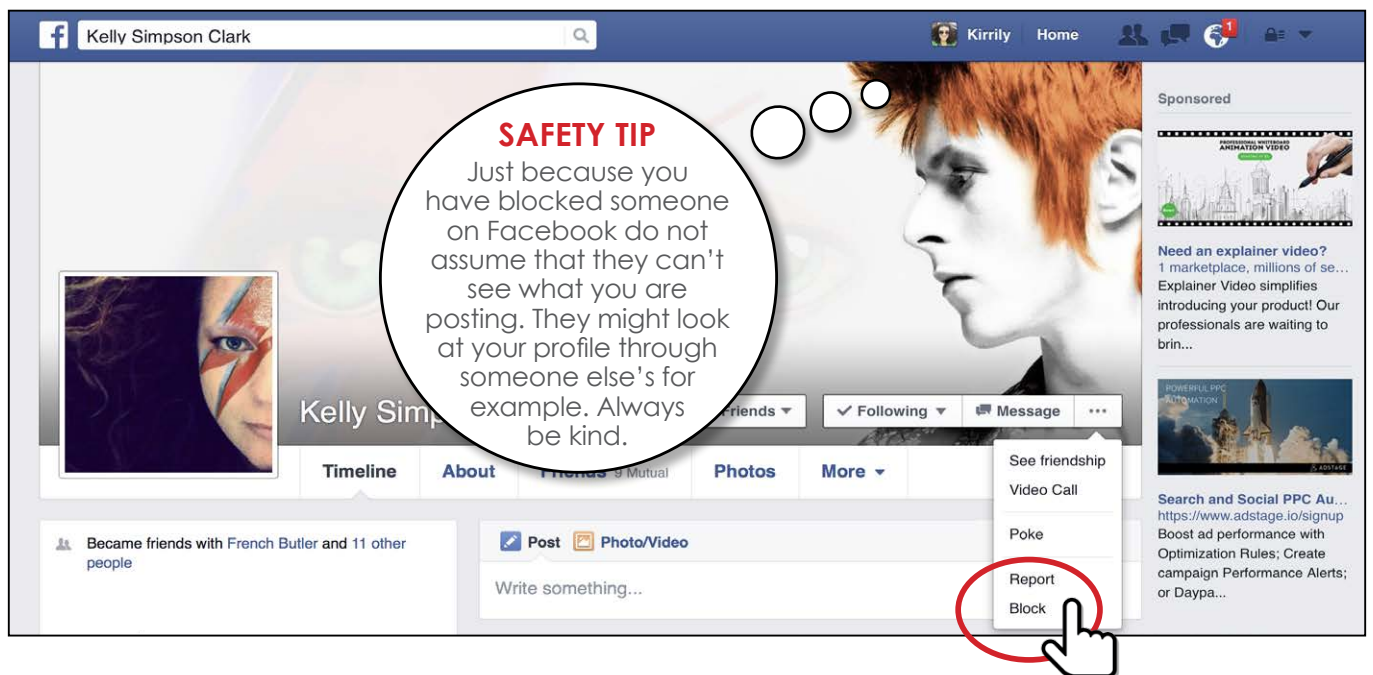 f
Kelly Simpson Clark
Kirrily Home
1
SAFETY TIP
Just because you
have blocked someone
on Facebook do not
assume that they can't
see what you are
posting. They might look
at your profile through
someone else's for
example. Always
be kind.
Kelly Simp
Friends
Following
Message
...
Timeline About Friends 9 Mutual Photos More
See friendship
Video Call
Poke
Report
Block
Became friends with French Butler and 11 other
people
Post Photo/Video
Write something...
Sponsored
PROFESSIONAL WHITEBOARD
ANIMATION VIDEO
Need an explainer video?
1 marketplace, millions of se...
Explainer Video simplifies
introducing your product! Our
professionals are waiting to
brin...
POWERFUL PPC
AUTOMATION
ADSTAGE
Search and Social PPC Au...
https://www.adstage.io/signup
Boost ad performance with
Optimization Rules; Create
campaign Performance Alerts;
or Daypa...